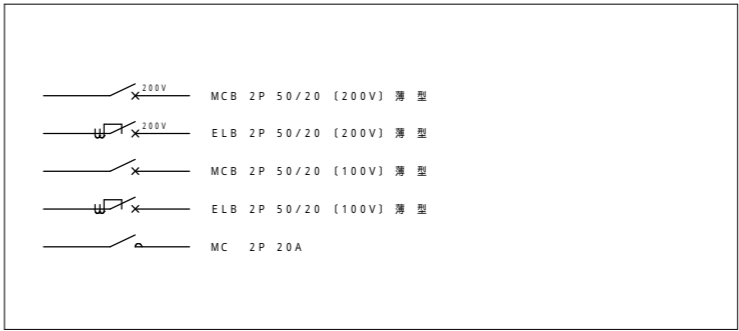 200V
MCB 2P 50/20 (200V) 薄 型
200V
ELB 2P 50/20 (200V) 薄 型
MCB 2P 50/20 (100V) 薄 型
ELB 2P 50/20 (100V) 薄 型
MC 2P 20A